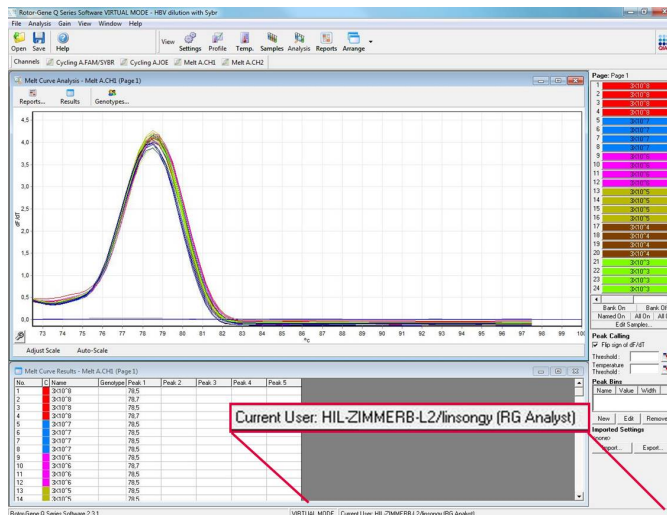 Rotor-Gene Q Series Software VIRTUAL MODE - HBV dilution with Sybr
File Analysis Gain View Window Help
Open Save Help View Settings Profile Temp. Samples Analysis Reports Arrange
Channels Cycling A.FAM/SYBR Cycling A.JOE Melt A.CH1 Melt A.CH2
Melt Curve Analysis - Melt A.CH1 (Page 1)
Reports... Results Genotypes...
4,5
4,0
3,5
3,0
2,5
2,0
1,5
1,0
0,5
0,0
dF/dT
73 74 75 76 77 78 79 80 81 82 83 84 85 86 87 88 89 90 91 92 93 94 95 96 97 98 99 100
°C
Adjust Scale Auto-Scale
Melt Curve Results - Melt A.CH1 (Page 1)
No. C Name Genotype Peak 1 Peak 2 Peak 3 Peak 4 Peak 5
1 3x10^8 78,5
2 3x10^8 78,7
3 3x10^8 78,5
4 3x10^8 78,7
5 3x10^7 78,5
6 3x10^7 78,5
7 3x10^7 78,5
8 3x10^7 78,5
9 3x10^6 78,5
10 3x10^6 78,7
11 3x10^6 78,7
12 3x10^6 78,5
13 3x10^5 78,5
14 3x10^5 78,5
Current User: HIL-ZIMMERB-L2/linsongy (RG Analyst)
Page: Page 1
1 3x10^8
2 3x10^8
3 3x10^8
4 3x10^8
5 3x10^7
6 3x10^7
7 3x10^7
8 3x10^7
9 3x10^6
10 3x10^6
11 3x10^6
12 3x10^6
13 3x10^5
14 3x10^5
15 3x10^5
16 3x10^5
17 3x10^4
18 3x10^4
19 3x10^4
20 3x10^4
21 3x10^3
22 3x10^3
23 3x10^3
24 3x10^3
Bank On Bank Of
Named On All On All
Edit Samples...
Peak Calling
Flip sign of dF/dT
Threshold:
Temperature
Threshold:
Peak Bins
Name Value Width
New Edit Remove
Imported Settings
(none)
Import... Export...
Rotor-Gene Q Series Software 2.3.1 VIRTUAL MODE Current User: HIL-ZIMMERB-L2/linsongy (RG Analyst)